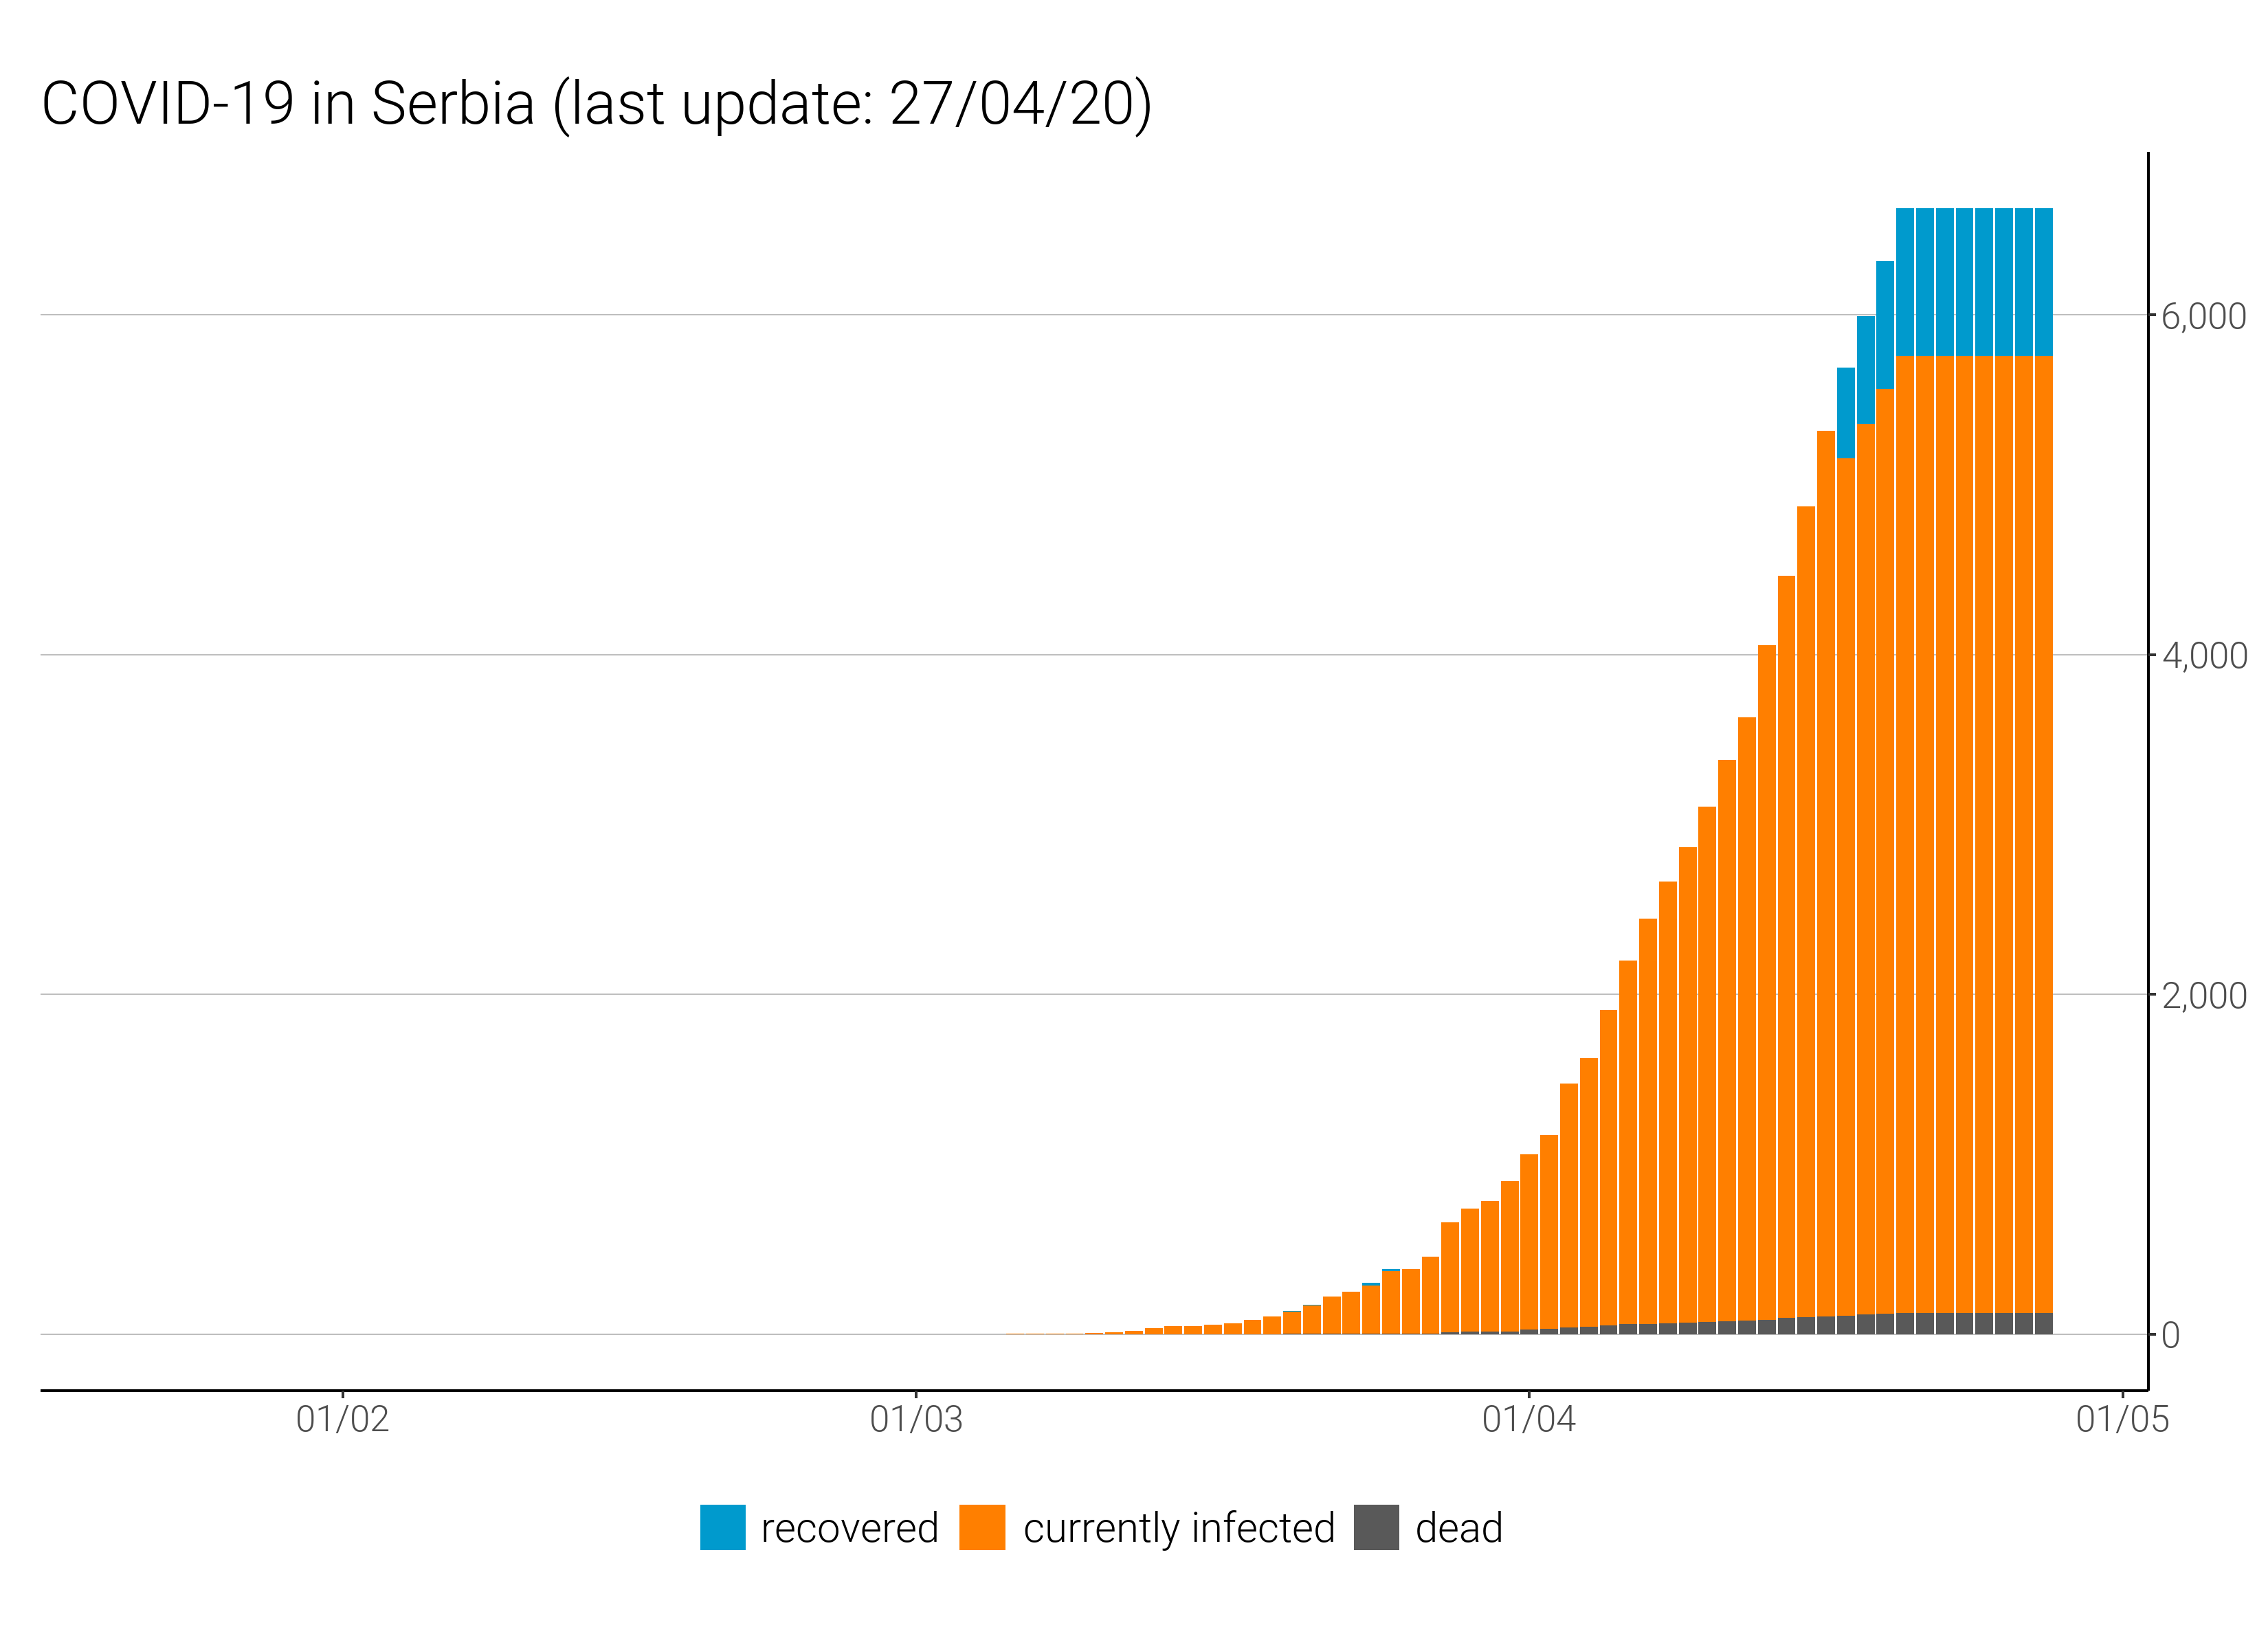 COVID-19 in Serbia (last update: 27/04/20)
6,000
4,000
2,000
0
01/02 01/03 01/04 01/05
recovered currently infected dead